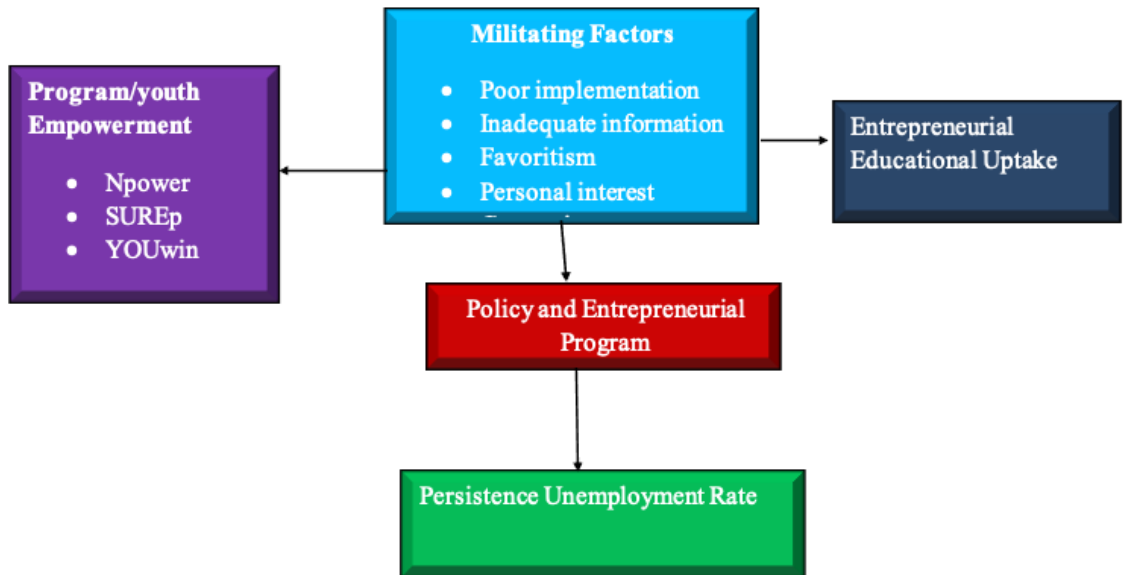 Militating Factors
• Poor implementation
• Inadequate information
• Favoritism
• Personal interest
Program/youth
Empowerment
• Npower
• SUREp
• YOUwin
Entrepreneurial
Educational Uptake
Policy and Entrepreneurial
Program
Persistence Unemployment Rate